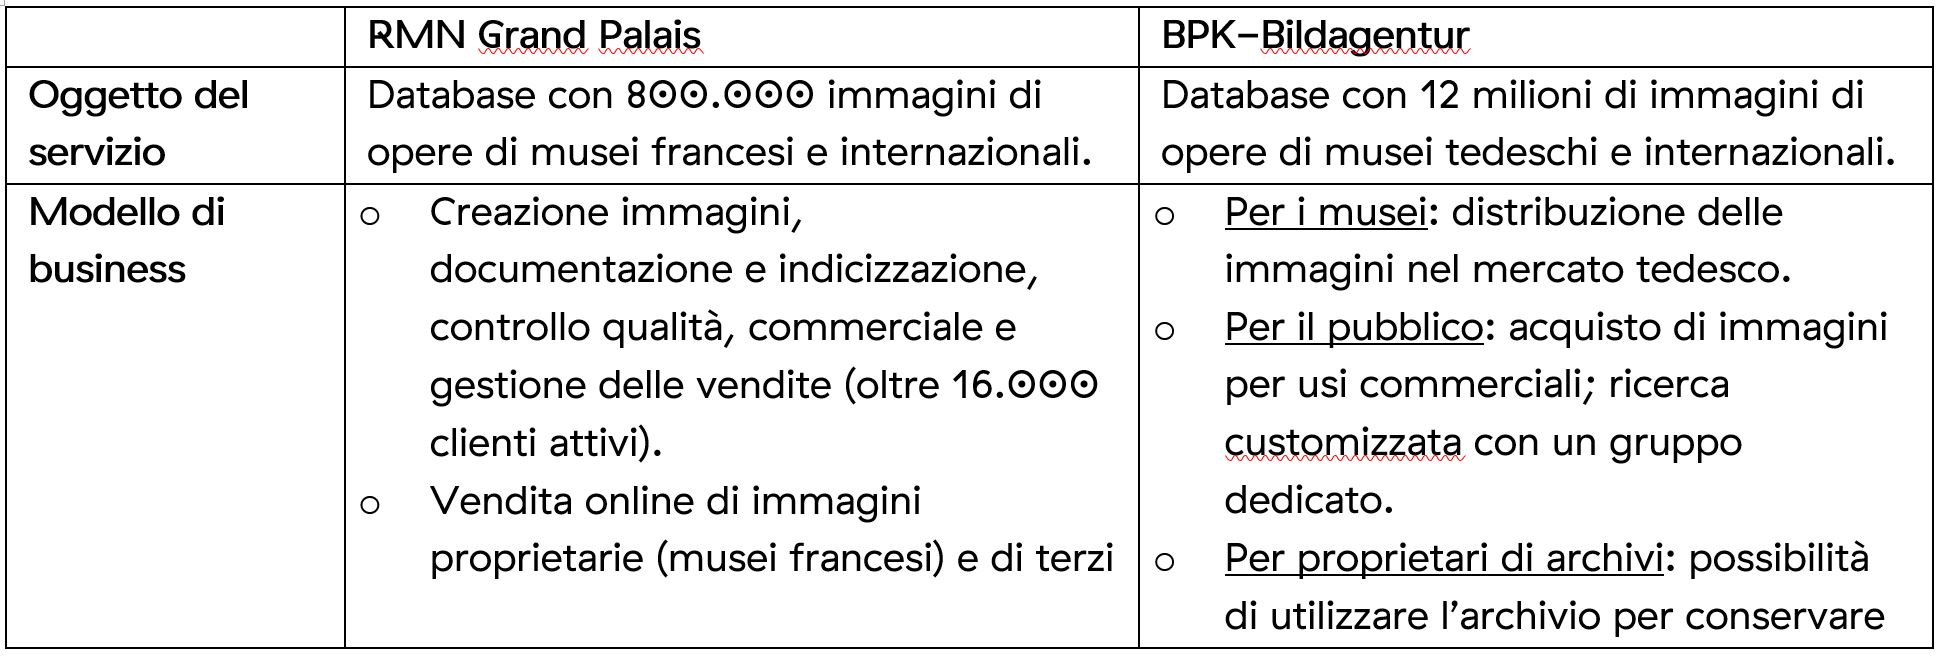 RMN Grand Palais
BPK–Bildagentur
Oggetto del
servizio
Database con 800.000 immagini di
opere di musei francesi e internazionali.
Database con 12 milioni di immagini di
opere di musei tedeschi e internazionali.
Modello di
business
o Creazione immagini,
documentazione e indicizzazione,
controllo qualità, commerciale e
gestione delle vendite (oltre 16.000
clienti attivi).
o Vendita online di immagini
proprietarie (musei francesi) e di terzi
o Per i musei: distribuzione delle
immagini nel mercato tedesco.
o Per il pubblico: acquisto di immagini
per usi commerciali; ricerca
customizzata con un gruppo
dedicato.
o Per proprietari di archivi: possibilità
di utilizzare l’archivio per conservare